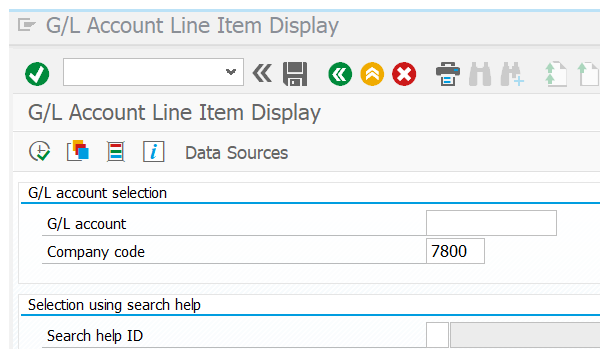 G/L Account Line Item Display
G/L Account Line Item Display
Data Sources
G/L account selection
G/L account
Company code 7800
Selection using search help
Search help ID